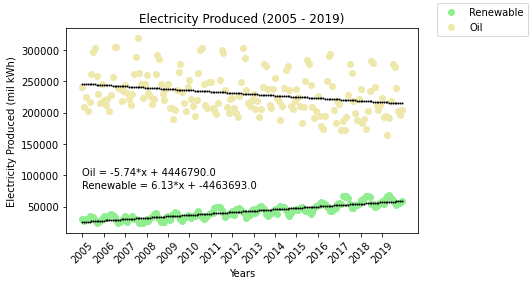 Electricity Produced (2005 - 2019)
Renewable
Oil
Electricity Produced (mil kWh)
300000
250000
200000
150000
100000
50000
Oil = -5.74*x + 4446790.0
Renewable = 6.13*x + -4463693.0
2005 2006 2007 2008 2009 2010 2011 2012 2013 2014 2015 2016 2017 2018 2019
Years